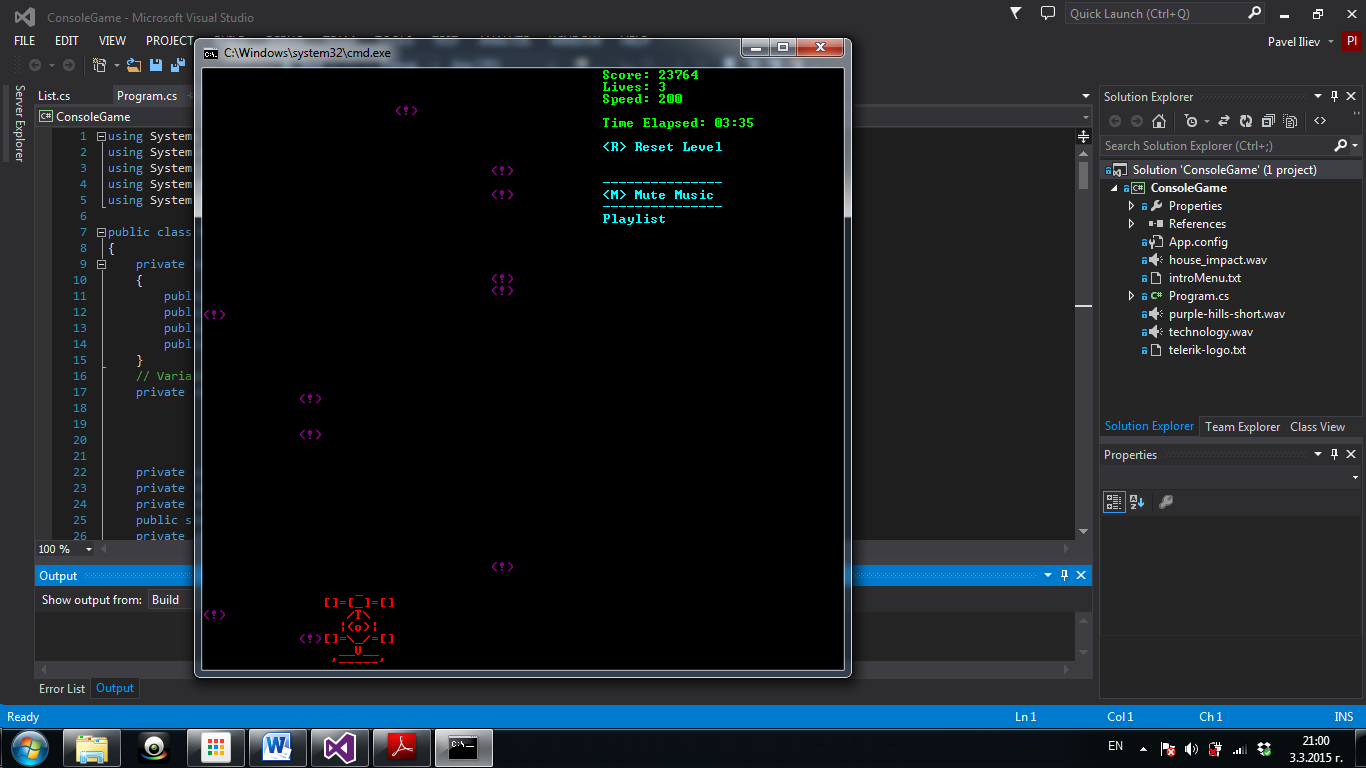 ConsoleGame - Microsoft Visual Studio
Quick Launch (Ctrl+Q)
FILE EDIT VIEW PROJECT
Pavel Iliev PI
C:\Windows\system32\cmd.exe
Server Explorer
List.cs Program.cs
ConsoleGame
1 using System
2 using System
3 using System
4 using System
5 using System
6
7 public class
8 {
9 private
10 {
11 publ
12 publ
13 publ
14 publ
15 }
16 // Varia
17 private
18
19
20
21
22 private
23 private
24 private
25 public s
26 private
100 %
Score: 23764
Lives: 3
Speed: 200
Time Elapsed: 03:35
<R> Reset Level
---------------
<M> Mute Music
---------------
Playlist
<!>
<!>
<!>
<!>
<!>
<!>
<!>
<!>
<!>
<!>
_
[]=[_]=[]
/T\
¦<o>¦
<!>[]=\_/=[]
__U__
,_____,
Output
Show output from: Build
Error List Output
Solution Explorer
Search Solution Explorer (Ctrl+;)
Solution 'ConsoleGame' (1 project)
ConsoleGame
Properties
References
App.config
house_impact.wav
introMenu.txt
Program.cs
purple-hills-short.wav
technology.wav
telerik-logo.txt
Solution Explorer Team Explorer Class View
Properties
Ready Ln 1 Col 1 Ch 1 INS
EN
21:00
3.3.2015 г.